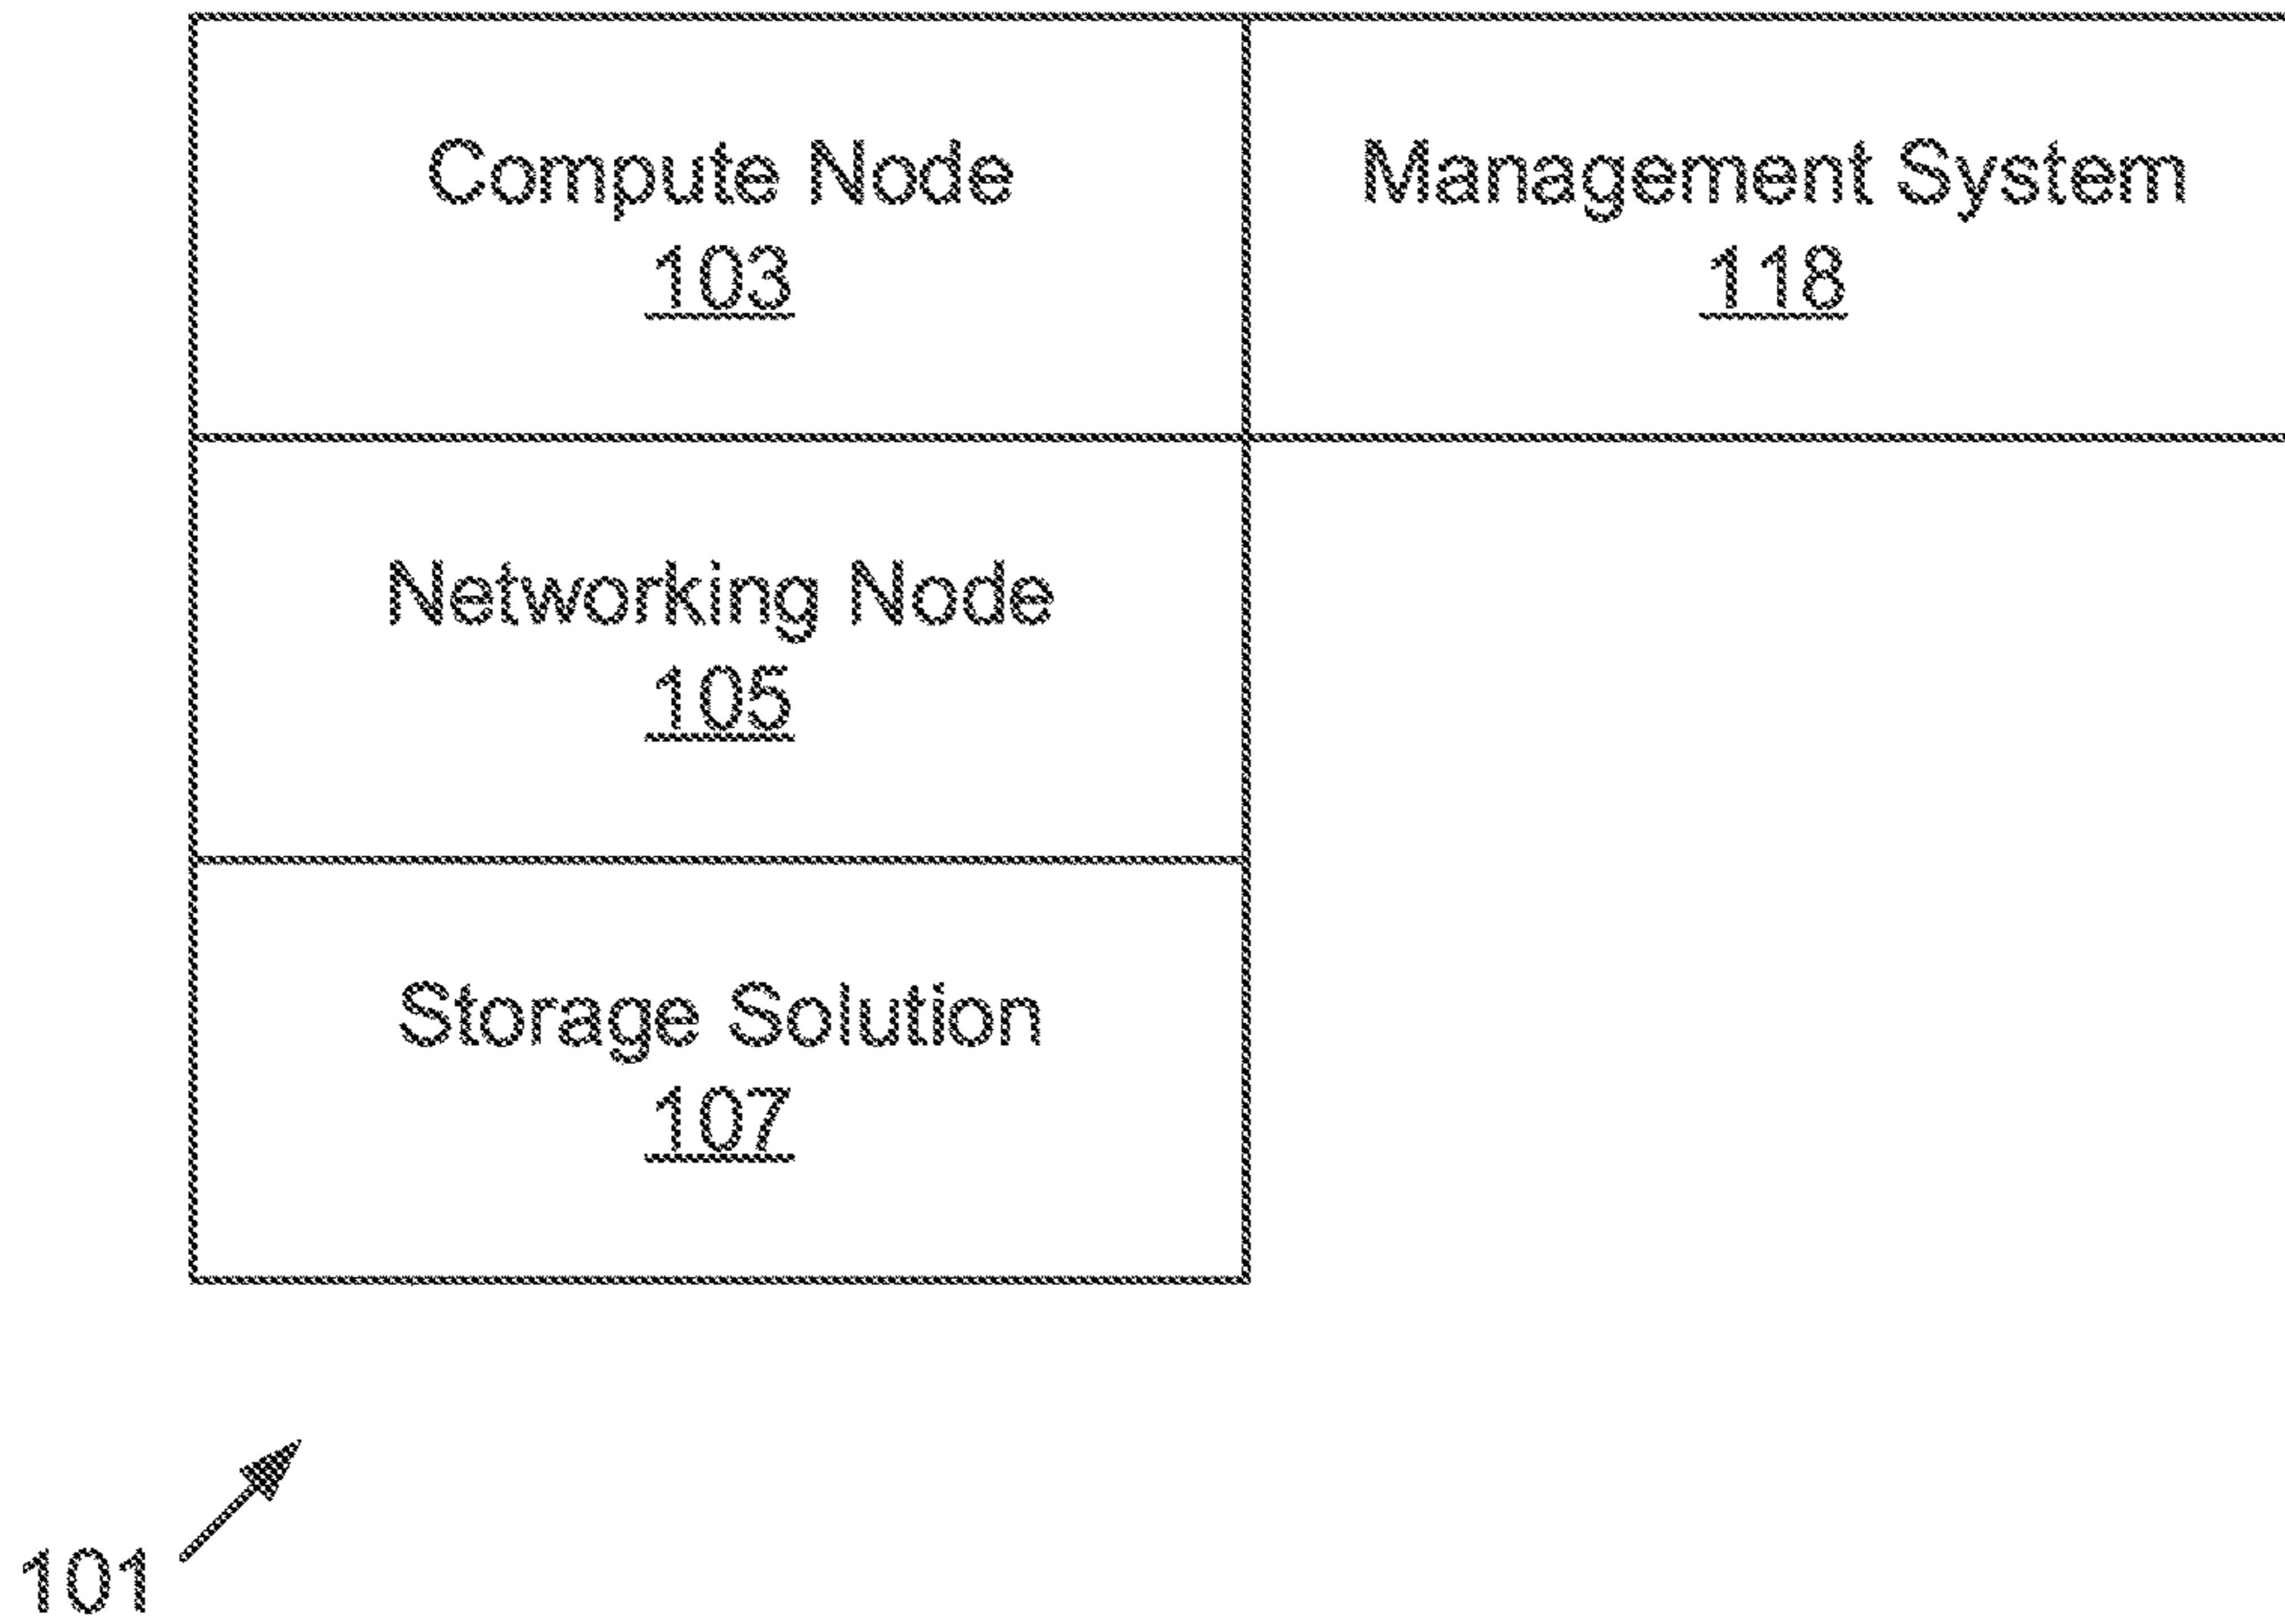 Compute Node
103
Management System
118
Networking Node
105
Storage Solution
107
101